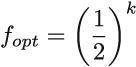 f_{opt} = \left( \frac{1}{2} \right)^k